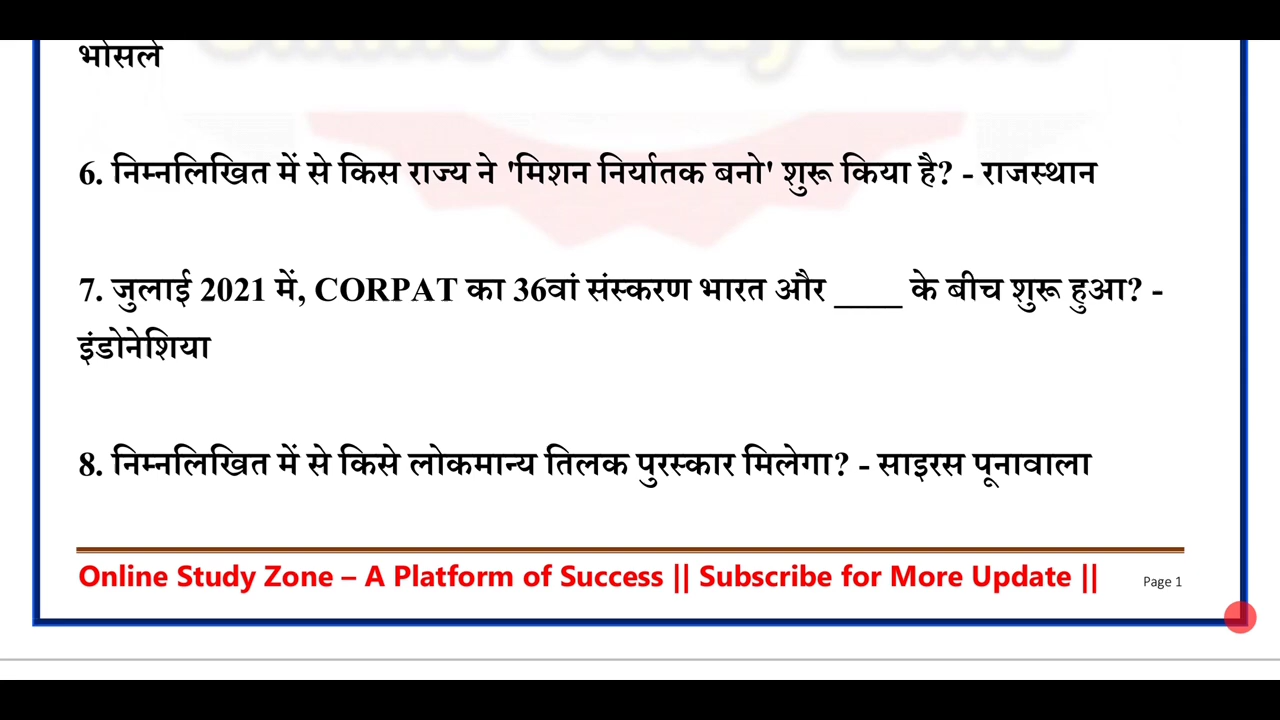 भोसले
6. निम्नलिखित में से किस राज्य ने 'मिशन निर्यातक बनो' शुरू किया है? - राजस्थान
7. जुलाई 2021 में, CORPAT का 36वां संस्करण भारत और ____ के बीच शुरू हुआ? -
इंडोनेशिया
8. निम्नलिखित में से किसे लोकमान्य तिलक पुरस्कार मिलेगा? - साइरस पूनावाला
Online Study Zone – A Platform of Success || Subscribe for More Update ||
Page 1